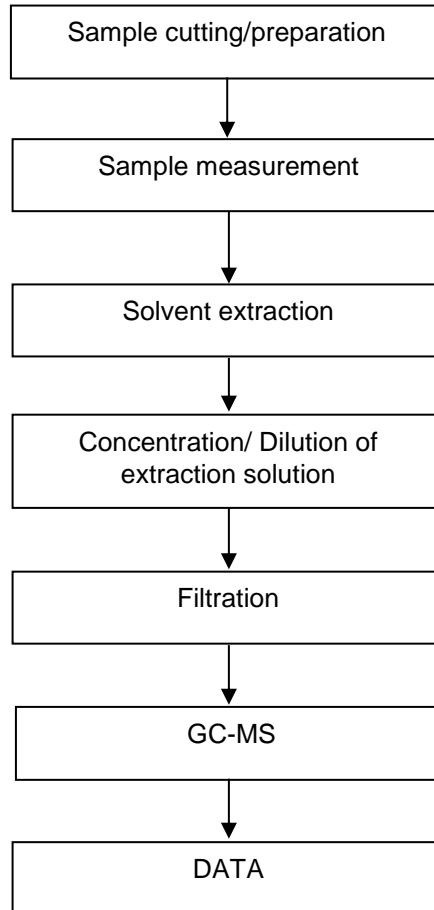 Sample cutting/preparation
Sample measurement
Solvent extraction
Concentration/ Dilution of
extraction solution
Filtration
GC-MS
DATA